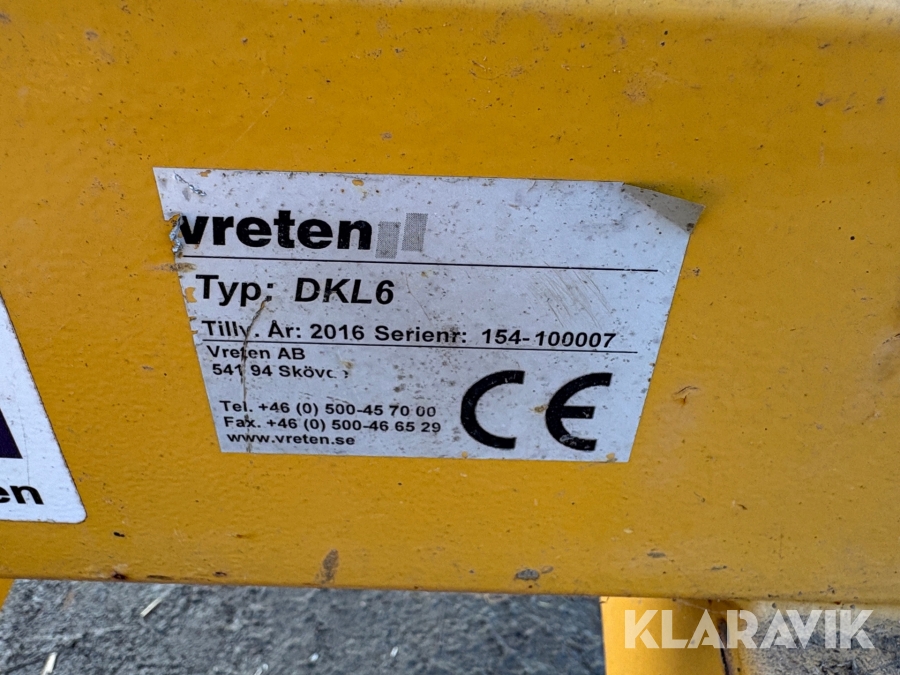 vreten
Typ: DKL6
Tillv. År: 2016 Serienr: 154-100007
Vreten AB
541 94
Tel. +46 (0) 500-45 70 00
Fax. +46 (0) 500-46 65 29
www.vreten.se
CE
en
KLARAVIK